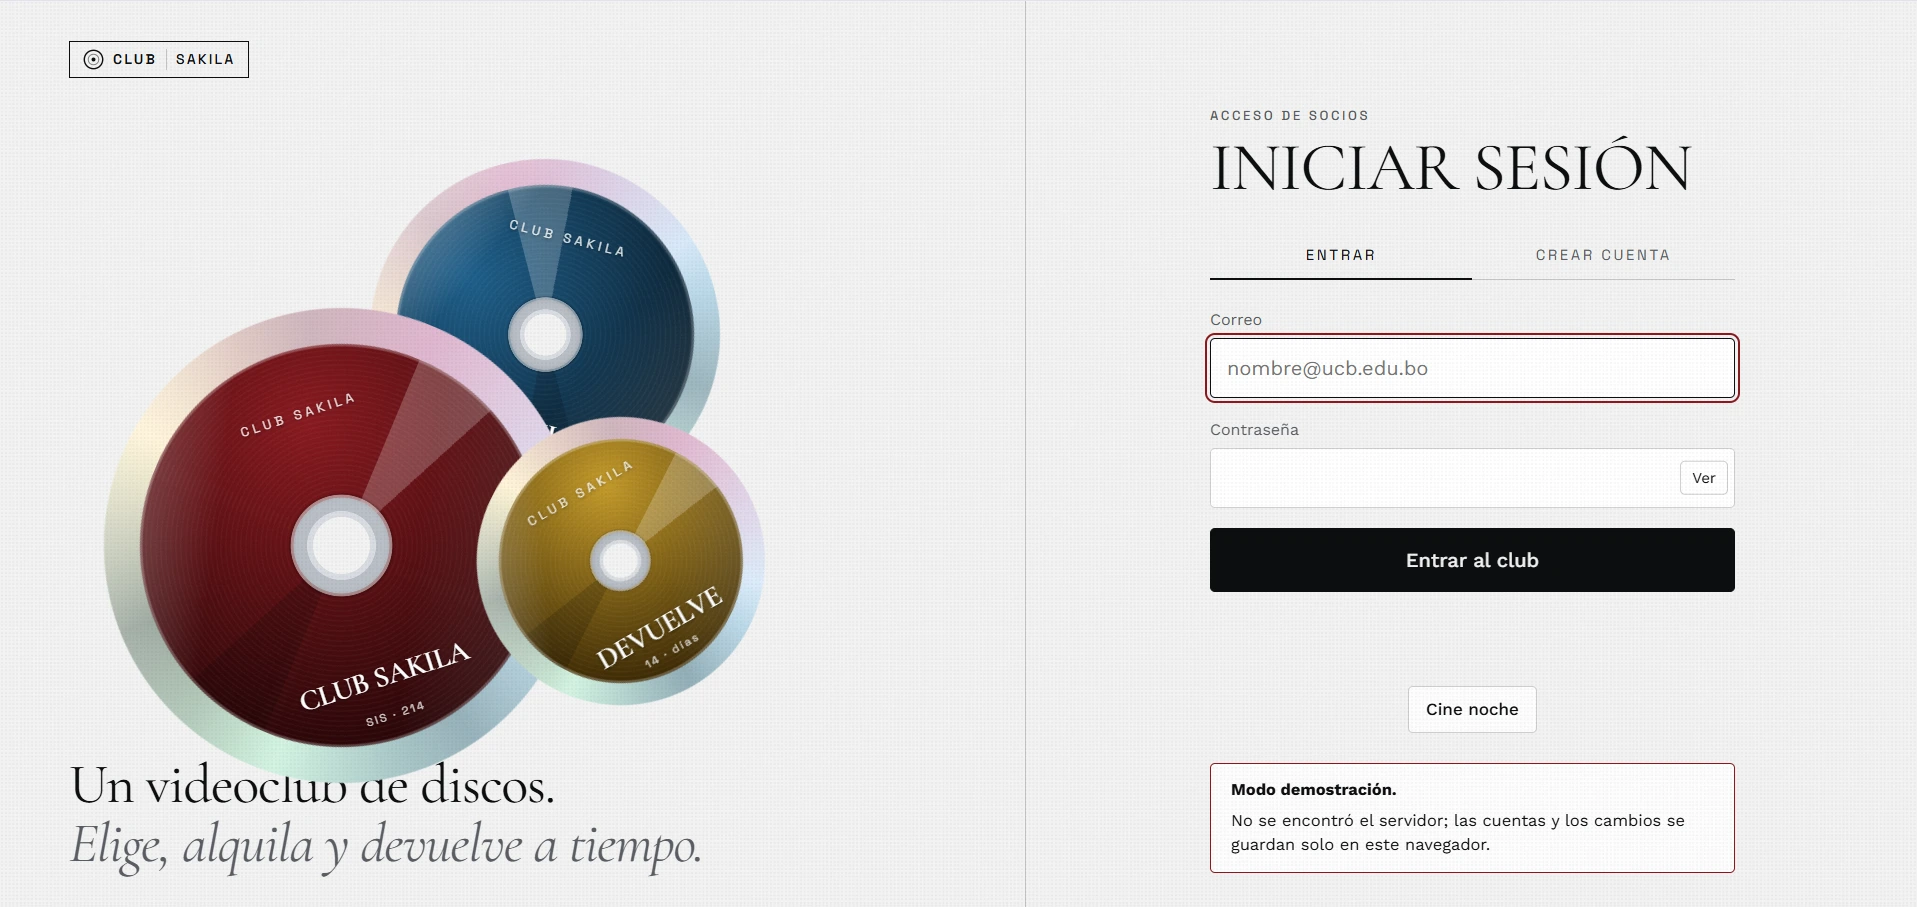 CLUB SAKILA
CLUB SAKILA
CLUB SAKILA
CLUB SAKILA
DEVUELVE
14 · días
CLUB SAKILA
SIS · 214
Un videoclub de discos.
Elige, alquila y devuelve a tiempo.
ACCESO DE SOCIOS
INICIAR SESIÓN
ENTRAR
CREAR CUENTA
Correo
nombre@ucb.edu.bo
Contraseña
Ver
Entrar al club
Cine noche
Modo demostración.
No se encontró el servidor; las cuentas y los cambios se
guardan solo en este navegador.